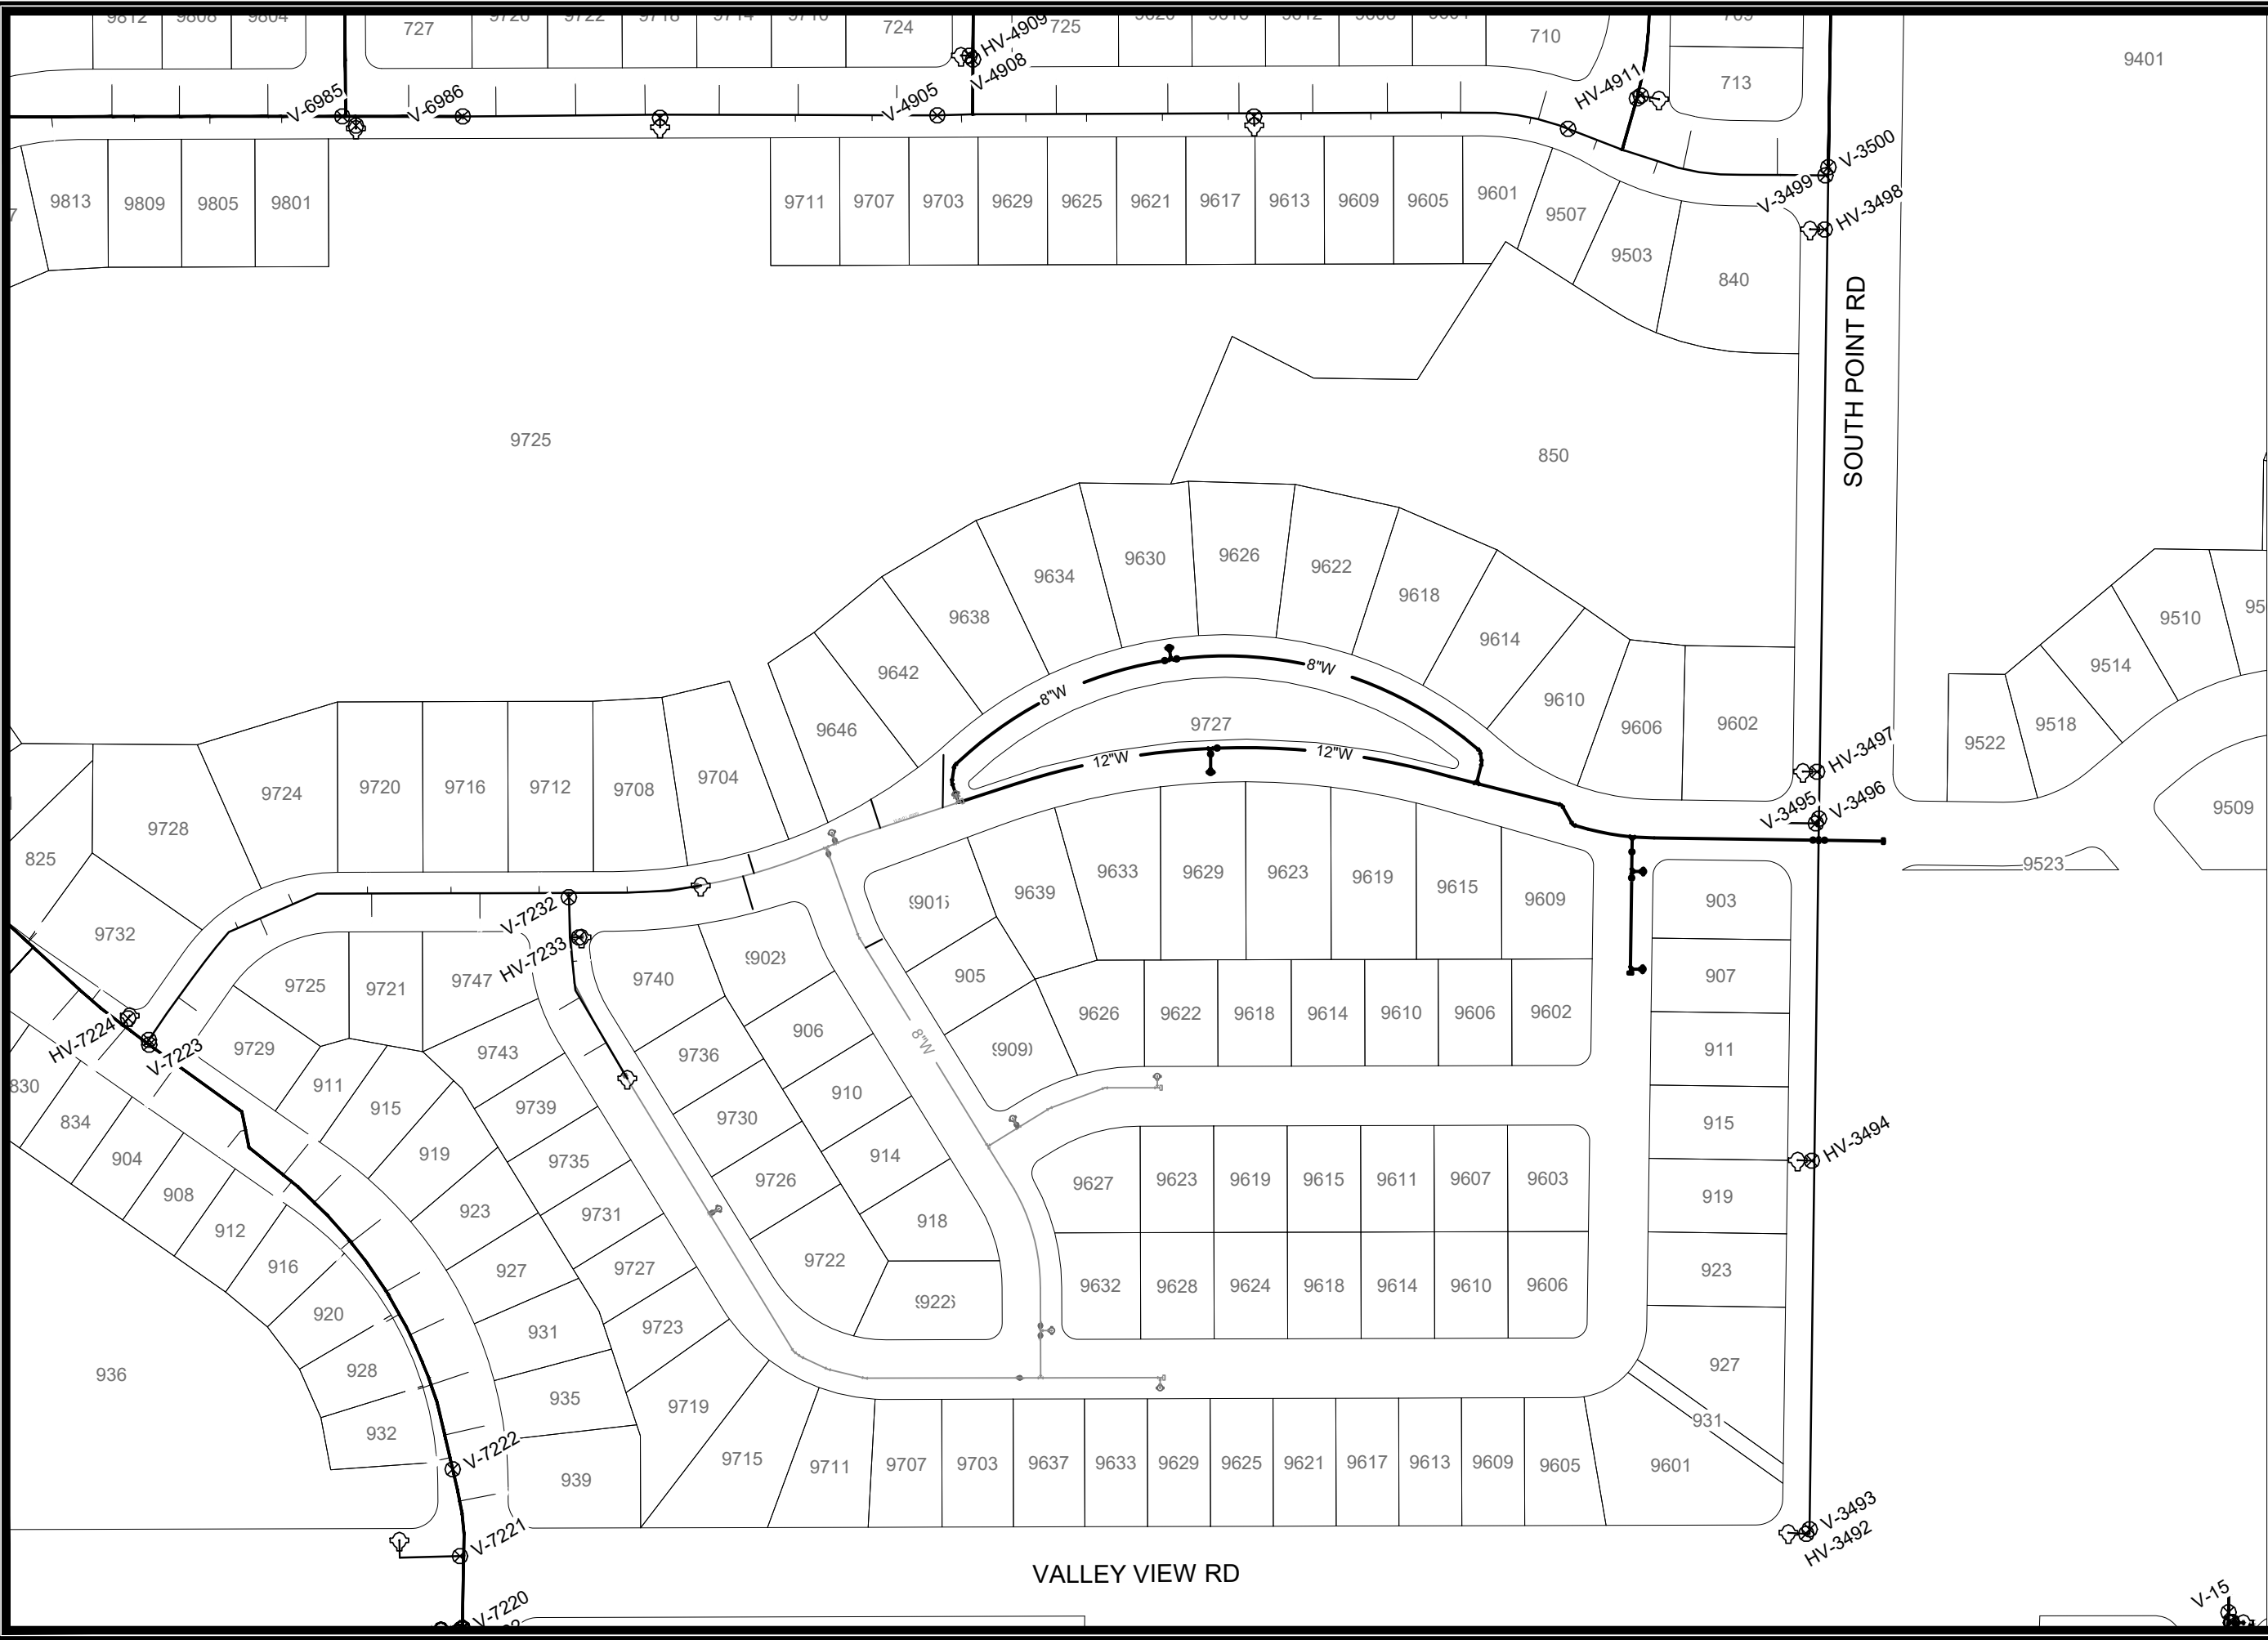 9812 9808 9804 727 9726 9722 9718 9714 9710 724 HV-4909 725 710 9401
V-4908 HV-4911 713
V-6985 V-6986 V-4905
V-3500
V-3499 HV-3498
9813 9809 9805 9801 9711 9707 9703 9629 9625 9621 9617 9613 9609 9605 9601 9507
9503 840
SOUTH POINT RD
9725 850
9634 9630 9626 9622 9618
9638 9614 9510
9642 9514
8"W 8"W 9610
9646 9727 9606 9602 9522 9518
12"W 12"W HV-3497
9724 9720 9716 9712 9708 9704
V-3495 V-3496 9509
9728
825 9523
9633 9629 9623 9619 9615 9609 903
9639
9732 V-7232
HV-7233
905 907
9725 9721 9747 9740
9626 9622 9618 9614 9610 9606 9602
HV-7224 V-7223 9729 9743 9736 906 8"W 911
830 911 9739 910
834 915 9730 915
904 919 9735 914 HV-3494
908 9726 9627 9623 9619 9615 9611 9607 9603 919
912 923 9731 918
916 927 9727 9722 9632 9628 9624 9618 9614 9610 9606 923
920 931 9723
936 928 935 9719 927
932 931
V-7222 939 9715 9711 9707 9703 9637 9633 9629 9625 9621 9617 9613 9609 9605 9601
V-7221 V-3493
HV-3492
VALLEY VIEW RD
V-7220 V-15